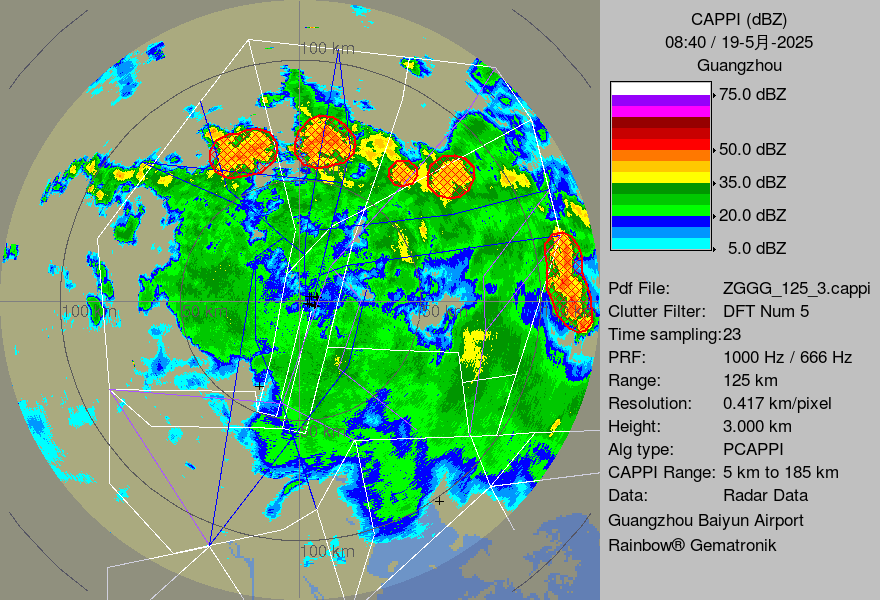 100 km
100 km
50 km
50 km
50 km
100 km
CAPPI (dBZ)
08:40 / 19-5月-2025
Guangzhou
75.0 dBZ
50.0 dBZ
35.0 dBZ
20.0 dBZ
5.0 dBZ
Pdf File: ZGGG_125_3.cappi
Clutter Filter: DFT Num 5
Time sampling:23
PRF: 1000 Hz / 666 Hz
Range: 125 km
Resolution: 0.417 km/pixel
Height: 3.000 km
Alg type: PCAPPI
CAPPI Range: 5 km to 185 km
Data: Radar Data
Guangzhou Baiyun Airport
Rainbow® Gematronik